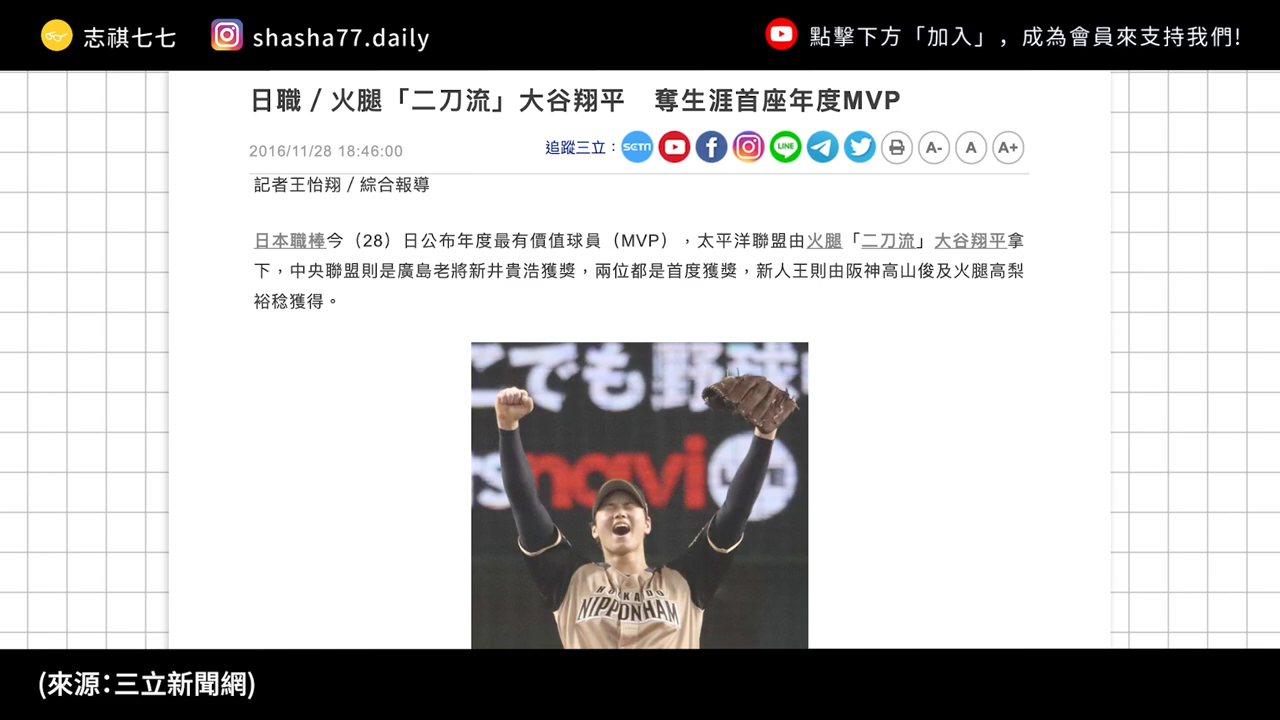 志祺七七
shasha77.daily
點擊下方「加入」，成為會員來支持我們!
日職／火腿「二刀流」大谷翔平　奪生涯首座年度MVP
2016/11/28 18:46:00
追蹤三立：
SETN
LINE
A-
A
A+
記者王怡翔／綜合報導
日本職棒今（28）日公布年度最有價值球員（MVP），太平洋聯盟由火腿「二刀流」大谷翔平拿
下，中央聯盟則是廣島老將新井貴浩獲獎，兩位都是首度獲獎，新人王則由阪神高山俊及火腿高梨
裕稔獲得。
こでも野球
navi
LIVE
HOKKAIDO
NIPPONHAM
(來源：三立新聞網)